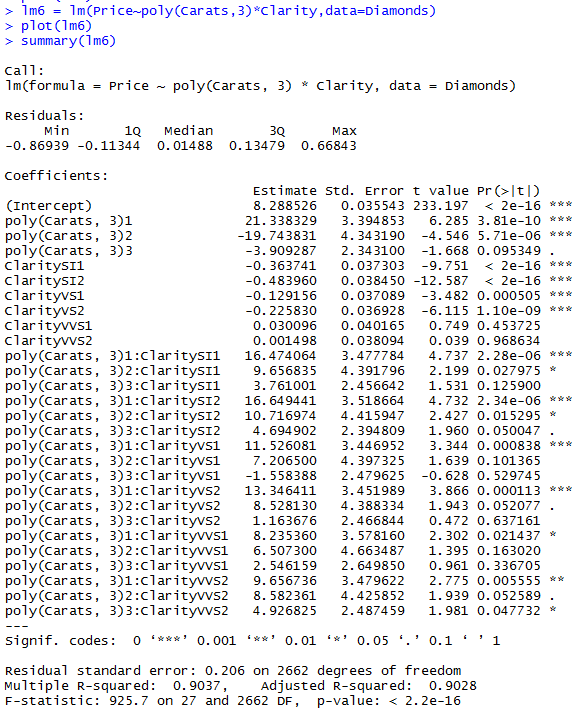 > lm6 = lm(Price~poly(Carats,3)*Clarity,data=Diamonds)
> plot(lm6)
> summary(lm6)
Call:
lm(formula = Price ~ poly(Carats, 3) * Clarity, data = Diamonds)
Residuals:
Min 1Q Median 3Q Max
-0.86939 -0.11344 0.01488 0.13479 0.66843
Coefficients:
Estimate Std. Error t value Pr(>|t|)
(Intercept) 8.288526 0.035543 233.197 < 2e-16 ***
poly(Carats, 3)1 21.338329 3.394853 6.285 3.81e-10 ***
poly(Carats, 3)2 -19.743831 4.343190 -4.546 5.71e-06 ***
poly(Carats, 3)3 -3.909287 2.343100 -1.668 0.095349 .
ClaritySI1 -0.363741 0.037303 -9.751 < 2e-16 ***
ClaritySI2 -0.483960 0.038450 -12.587 < 2e-16 ***
ClarityVS1 -0.129156 0.037089 -3.482 0.000505 ***
ClarityVS2 -0.225830 0.036928 -6.115 1.10e-09 ***
ClarityVVS1 0.030096 0.040165 0.749 0.453725
ClarityVVS2 0.001498 0.038094 0.039 0.968634
poly(Carats, 3)1:ClaritySI1 16.474064 3.477784 4.737 2.28e-06 ***
poly(Carats, 3)2:ClaritySI1 9.656835 4.391796 2.199 0.027975 *
poly(Carats, 3)3:ClaritySI1 3.761001 2.456642 1.531 0.125900
poly(Carats, 3)1:ClaritySI2 16.649441 3.518664 4.732 2.34e-06 ***
poly(Carats, 3)2:ClaritySI2 10.716974 4.415947 2.427 0.015295 *
poly(Carats, 3)3:ClaritySI2 4.694902 2.394809 1.960 0.050047 .
poly(Carats, 3)1:ClarityVS1 11.526081 3.446952 3.344 0.000838 ***
poly(Carats, 3)2:ClarityVS1 7.206500 4.397325 1.639 0.101365
poly(Carats, 3)3:ClarityVS1 -1.558388 2.479625 -0.628 0.529745
poly(Carats, 3)1:ClarityVS2 13.346411 3.451989 3.866 0.000113 ***
poly(Carats, 3)2:ClarityVS2 8.528130 4.388334 1.943 0.052077 .
poly(Carats, 3)3:ClarityVS2 1.163676 2.466844 0.472 0.637161
poly(Carats, 3)1:ClarityVVS1 8.235360 3.578160 2.302 0.021437 *
poly(Carats, 3)2:ClarityVVS1 6.507300 4.663487 1.395 0.163020
poly(Carats, 3)3:ClarityVVS1 2.546159 2.649850 0.961 0.336705
poly(Carats, 3)1:ClarityVVS2 9.656736 3.479622 2.775 0.005555 **
poly(Carats, 3)2:ClarityVVS2 8.582361 4.425852 1.939 0.052589 .
poly(Carats, 3)3:ClarityVVS2 4.926825 2.487459 1.981 0.047732 *
---
Signif. codes: 0 ‘***’ 0.001 ‘**’ 0.01 ‘*’ 0.05 ‘.’ 0.1 ‘ ’ 1
Residual standard error: 0.206 on 2662 degrees of freedom
Multiple R-squared: 0.9037, Adjusted R-squared: 0.9028
F-statistic: 925.7 on 27 and 2662 DF, p-value: < 2.2e-16